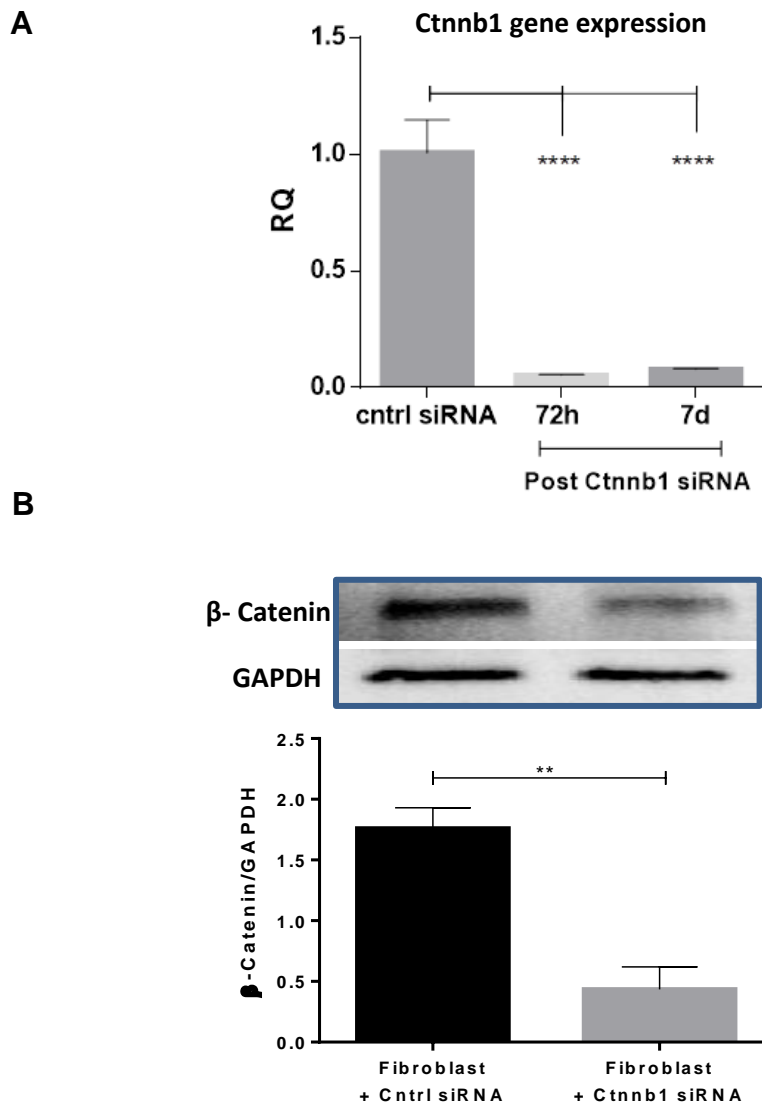 A
Ctnnb1 gene expression
1.5
1.0
0.5
0.0
RQ
**** ****
cntrl siRNA 72h 7d
Post Ctnnb1 siRNA
B
β- Catenin
GAPDH
2.5
2.0
1.5
1.0
0.5
0.0
β-Catenin/GAPDH
**
Fibroblast Fibroblast
+ Cntrl siRNA + Ctnnb1 siRNA